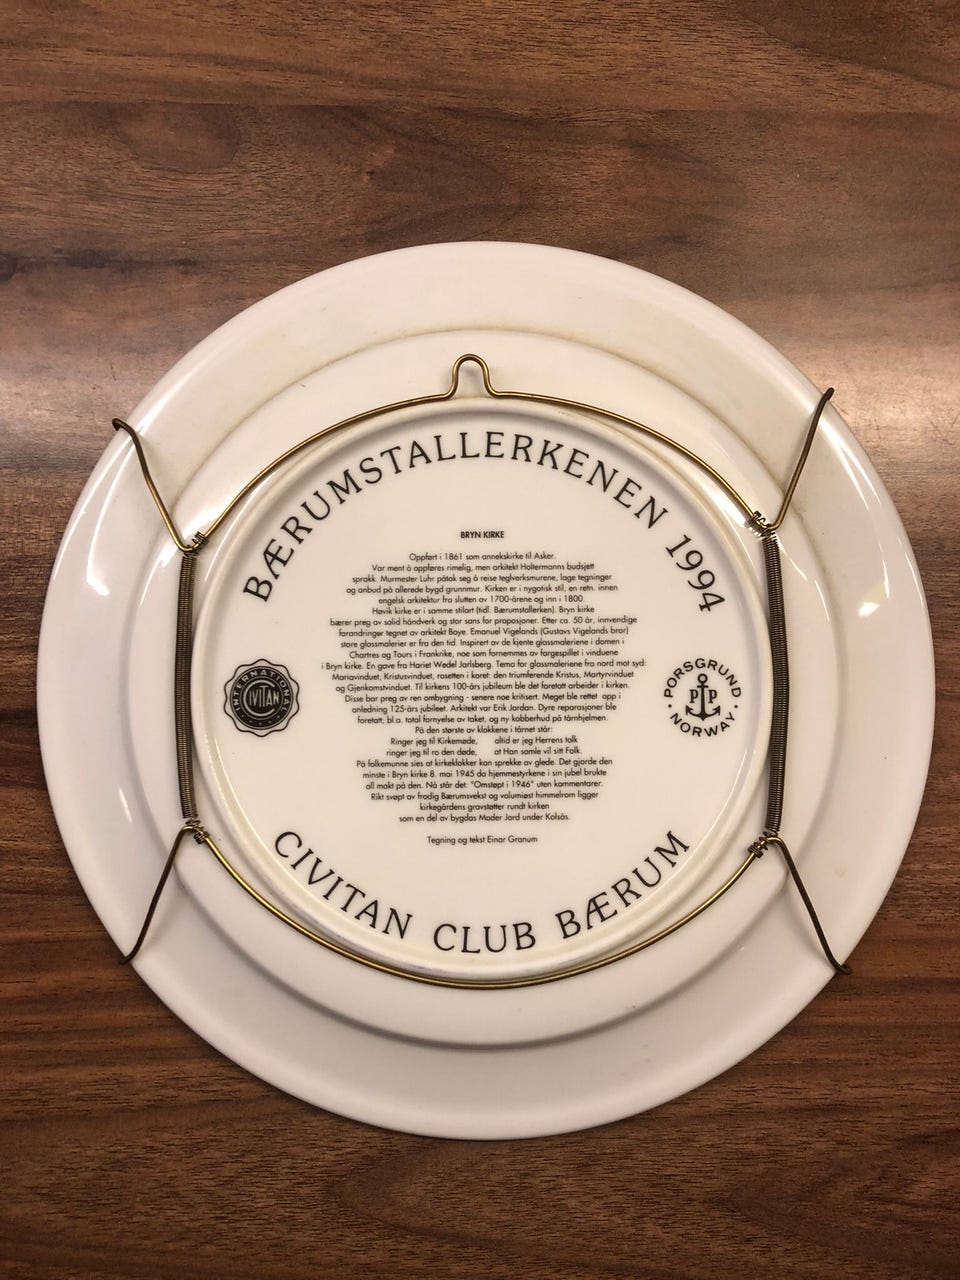 BÆRUMSTALLERKENEN 1994
BRYN KIRKE
Oppført i 1861 som annekskirke til Asker.
Var ment å oppføres rimelig, men arkitekt Holtermanns budsjett
sprakk. Murmester Luhr påtok seg å reise teglverksmurene, lage tegninger
og anbud på allerede bygd grunnmur. Kirken er i nygotisk stil, en retn. innen
engelsk arkitektur fra slutten av 1700-årene og inn i 1800.
Høvik kirke er i samme stilart (tidl. Bærumstallerken). Bryn kirke
bærer preg av solid håndverk og stor sans for proposjoner. Etter ca. 50 år, innvendige
forandringer tegnet av arkitekt Boye. Emanuel Vigelands (Gustavs Vigelands bror)
store glassmalerier er fra den tid. Inspirert av de kjente glassmaleriene i domen i
Chartres og Tours i Frankrike, noe som fornemmes av fargespillet i vinduene
i Bryn kirke. En gave fra Hariet Wedel Jarlsberg. Tema for glassmaleriene fra nord mot syd:
Mariavinduet, Kristusvinduet, rosetten i koret: den triumferende Kristus, Martyrvinduet
og Gjenkomstvinduet. Til kirkens 100-års jubileum ble det foretatt arbeider i kirken.
Disse bar preg av ren ombygning - senere noe kritisert. Meget ble rettet opp i
anledning 125-års jubileet. Arkitekt var Erik Jordan. Dyre reparasjoner ble
foretatt, bl.a. total fornyelse av taket, og ny kobberhud på tårnhjelmen.
På den største av klokkene i tårnet står:
Ringer jeg til Kirkemøde, altid er jeg Herrens tolk
ringer jeg til ro den døde, at Han samle vil sitt Folk.
På folkemunne sies at kirkeklokker kan sprekke av glede. Det gjorde den
minste i Bryn kirke 8. mai 1945 da hjemmestyrkene i sin jubel brukte
all makt på den. Nå står det: "Omstøpt i 1946" uten kommentarer.
Rikt svøpt av frodig Bærumsvekst og volumiøst himmelrom ligger
kirkegårdens gravstøtter rundt kirken
som en del av bygdas Moder Jord under Kolsås.
Tegning og tekst Einar Granum
INTERNATIONAL
CIVITAN
PORSGRUND
PP
NORWAY
CIVITAN CLUB BÆRUM